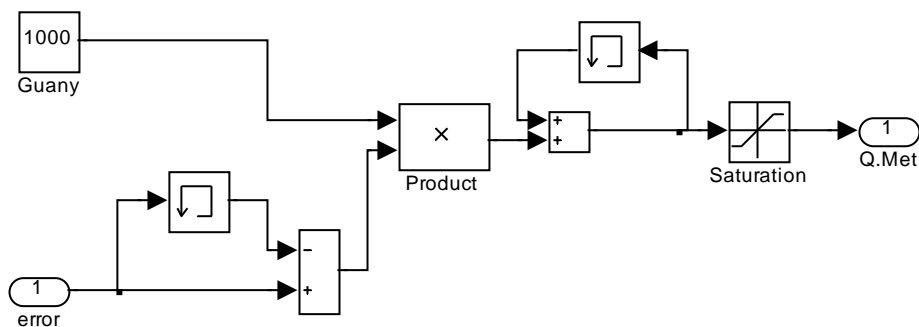 1000
Guany
×
Product
+
+
Saturation
1
Q.Met
−
+
1
error